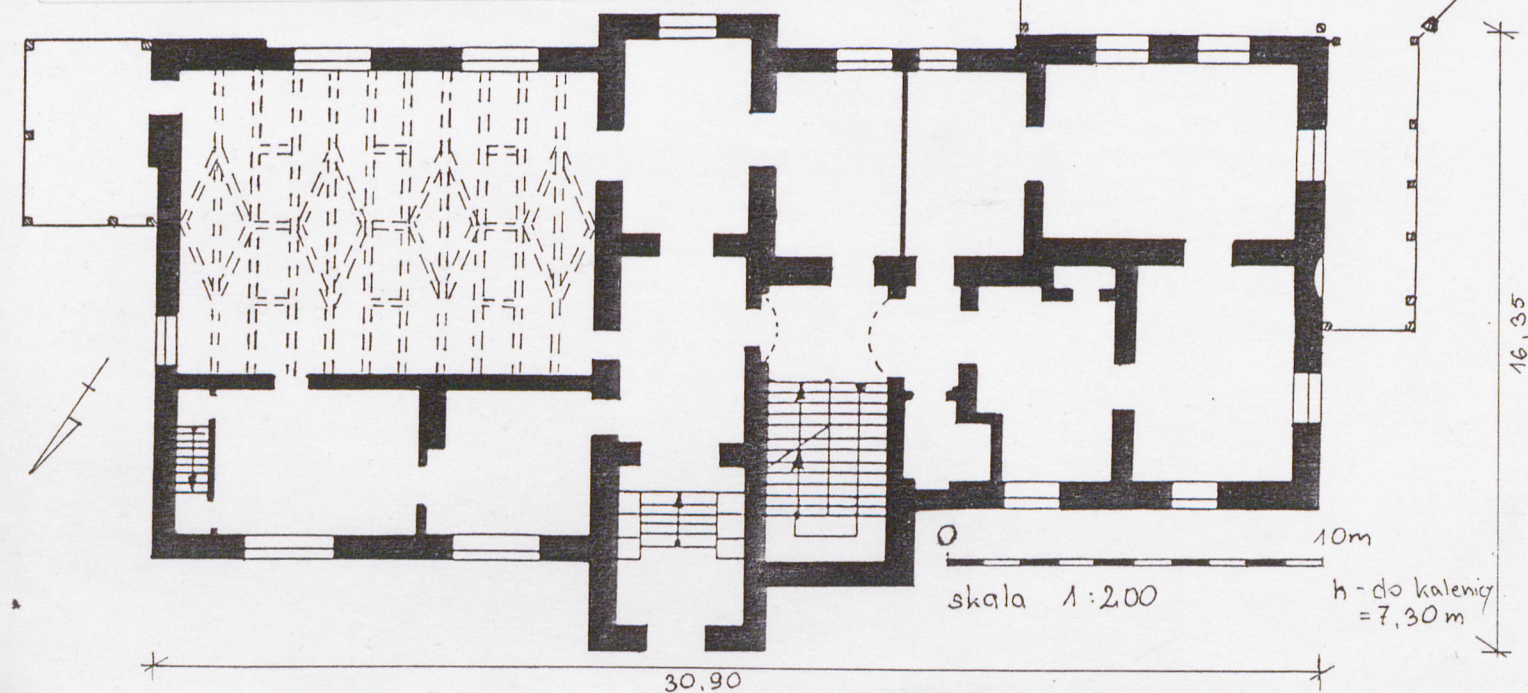 16,35
0 10m
skala 1:200
h - do kalenicy
= 7,30 m
30,90